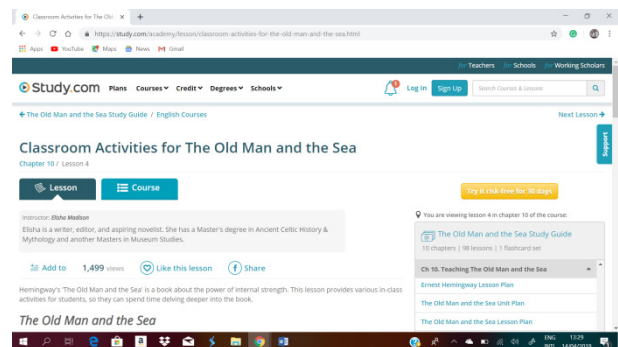 Classroom Activities for The Old
https://study.com/academy/lesson/classroom-activities-for-the-old-man-and-the-sea.html
Apps YouTube Maps News Gmail
for Teachers for Schools for Working Scholars
Study.com Plans Courses Credit Degrees Schools Log In Sign Up Search Courses & Lessons
The Old Man and the Sea Study Guide / English Courses Next Lesson
Support
Classroom Activities for The Old Man and the Sea
Chapter 10 / Lesson 4
Lesson Course
Try it risk-free for 30 days
Instructor: Elisha Madison
Elisha is a writer, editor, and aspiring novelist. She has a Master's degree in Ancient Celtic History &
Mythology and another Masters in Museum Studies.
You are viewing lesson 4 in chapter 10 of the course:
The Old Man and the Sea Study Guide
10 chapters | 98 lessons | 1 flashcard set
Add to 1,499 views Like this lesson Share
Ch 10. Teaching The Old Man and the Sea
Hemingway's 'The Old Man and the Sea' is a book about the power of internal strength. This lesson provides various in-class
activities for students, so they can spend time delving deeper into the book.
Ernest Hemingway Lesson Plan
The Old Man and the Sea Unit Plan
The Old Man and the Sea
The Old Man and the Sea Lesson Plan
ENG 13:29
INTL 14/04/2019